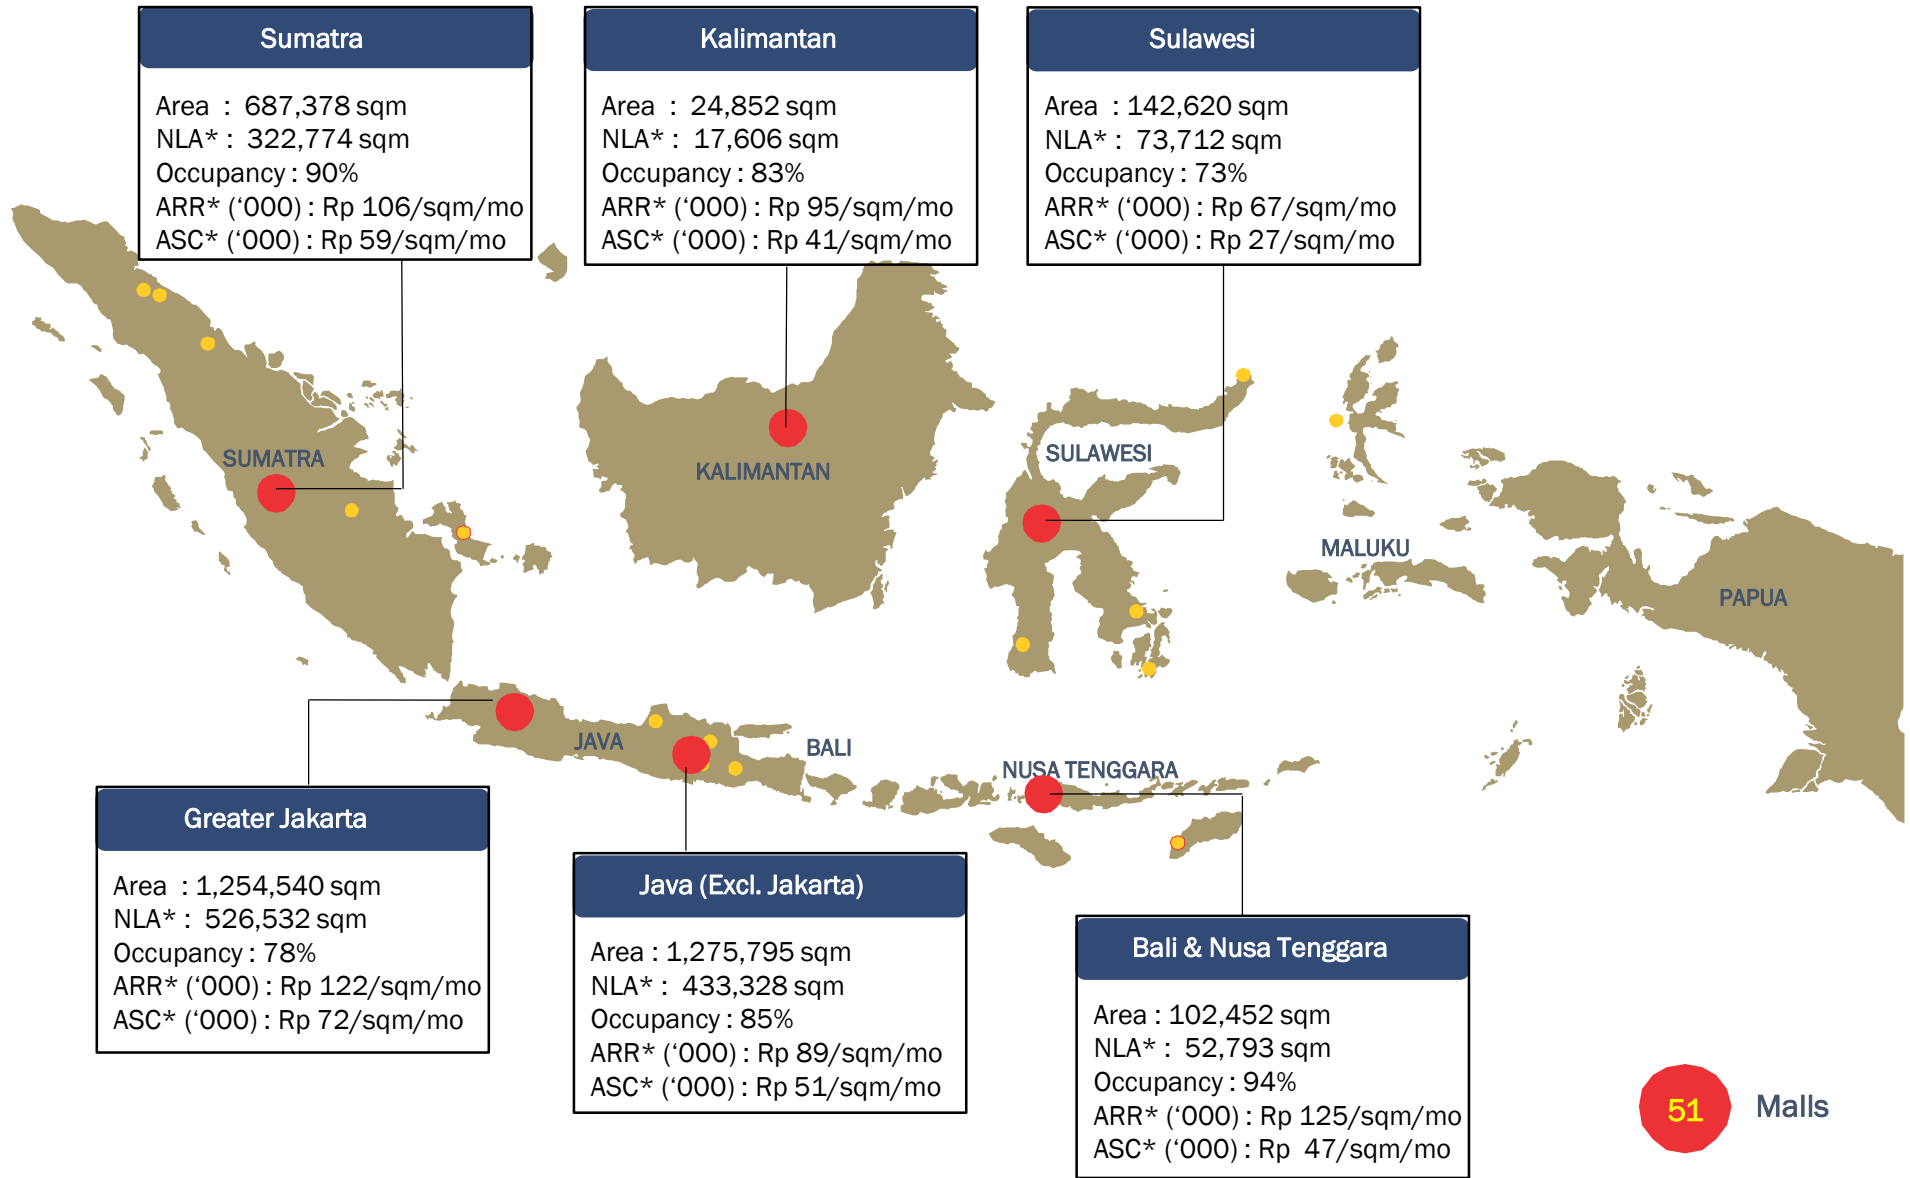 Sumatra
Area : 687,378 sqm
NLA* : 322,774 sqm
Occupancy : 90%
ARR* (‘000) : Rp 106/sqm/mo
ASC* (‘000) : Rp 59/sqm/mo
Kalimantan
Area : 24,852 sqm
NLA* : 17,606 sqm
Occupancy : 83%
ARR* (‘000) : Rp 95/sqm/mo
ASC* (‘000) : Rp 41/sqm/mo
Sulawesi
Area : 142,620 sqm
NLA* : 73,712 sqm
Occupancy : 73%
ARR* (‘000) : Rp 67/sqm/mo
ASC* (‘000) : Rp 27/sqm/mo
SUMATRA
KALIMANTAN
SULAWESI
MALUKU
PAPUA
JAVA
BALI
NUSA TENGGARA
Greater Jakarta
Area : 1,254,540 sqm
NLA* : 526,532 sqm
Occupancy : 78%
ARR* (‘000) : Rp 122/sqm/mo
ASC* (‘000) : Rp 72/sqm/mo
Java (Excl. Jakarta)
Area : 1,275,795 sqm
NLA* : 433,328 sqm
Occupancy : 85%
ARR* (‘000) : Rp 89/sqm/mo
ASC* (‘000) : Rp 51/sqm/mo
Bali & Nusa Tenggara
Area : 102,452 sqm
NLA* : 52,793 sqm
Occupancy : 94%
ARR* (‘000) : Rp 125/sqm/mo
ASC* (‘000) : Rp 47/sqm/mo
51 Malls